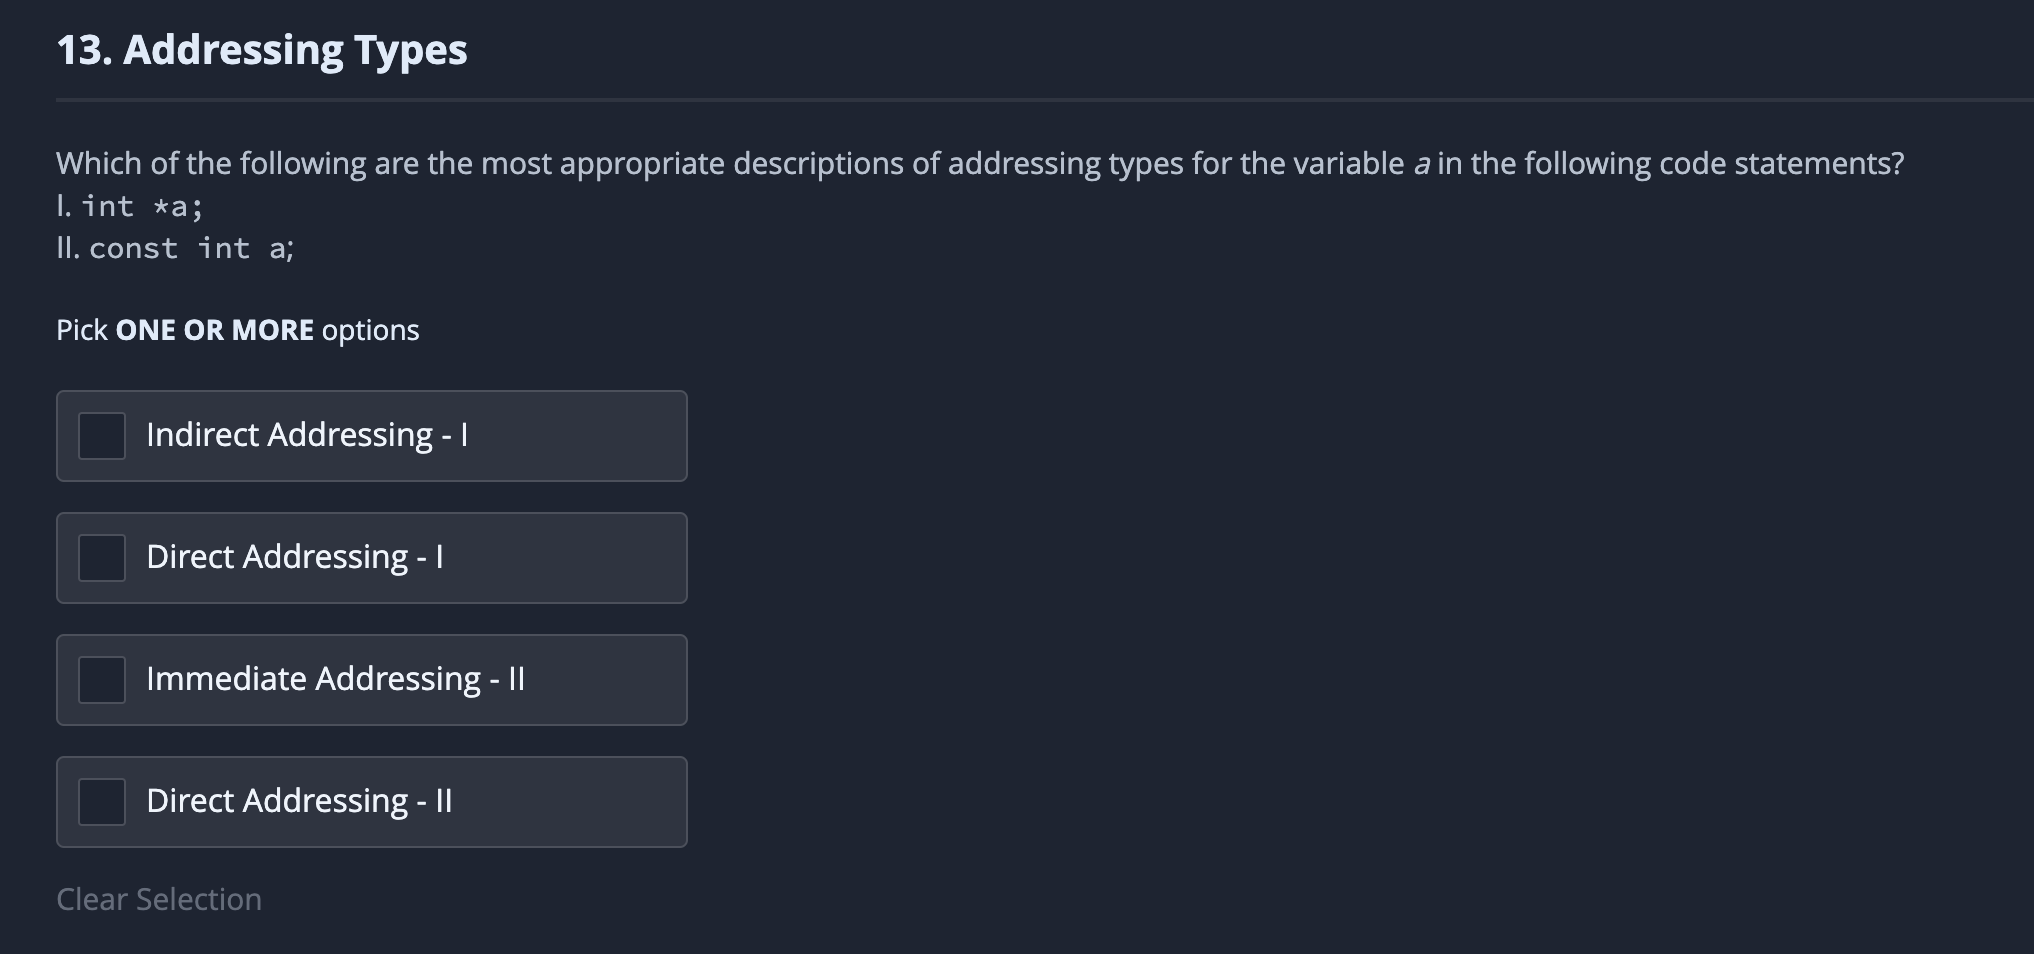 13. Addressing Types
Which of the following are the most appropriate descriptions of addressing types for the variable a in the following code statements?
I. int *a;
II. const int a;
Pick ONE OR MORE options
Indirect Addressing - I
Direct Addressing - I
Immediate Addressing - II
Direct Addressing - II
Clear Selection